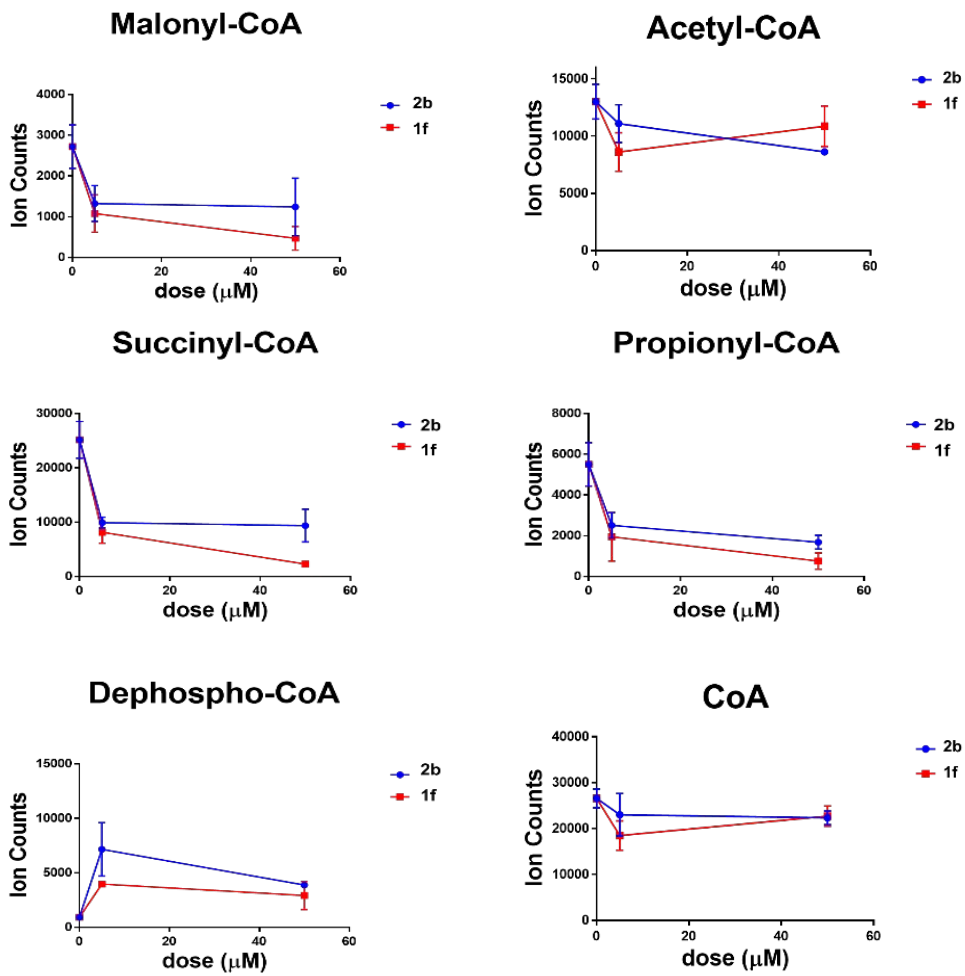 Malonyl-CoA
4000
3000
2000
1000
0
Ion Counts
0
20
40
60
dose (μM)
2b
1f
Acetyl-CoA
15000
10000
5000
0
Ion Counts
0
20
40
60
dose (μM)
2b
1f
Succinyl-CoA
30000
20000
10000
0
Ion Counts
0
20
40
60
dose (μM)
2b
1f
Propionyl-CoA
8000
6000
4000
2000
0
Ion Counts
0
20
40
60
dose (μM)
2b
1f
Dephospho-CoA
15000
10000
5000
0
Ion Counts
0
20
40
60
dose (μM)
2b
1f
CoA
40000
30000
20000
10000
0
Ion Counts
0
20
40
60
dose (μM)
2b
1f